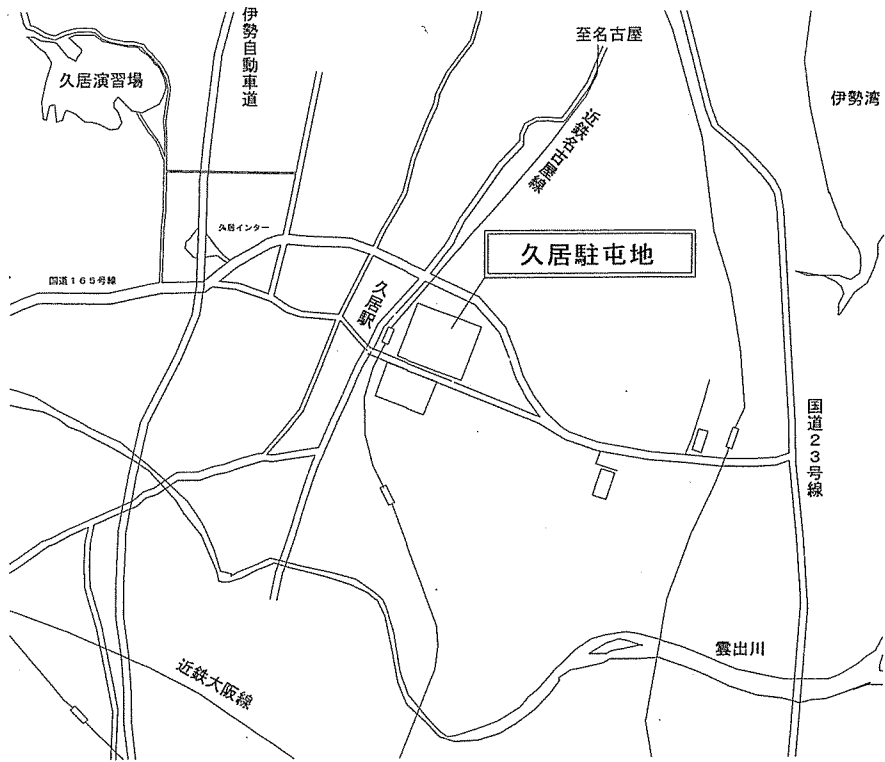 伊勢自動車道
至名古屋
久居演習場
伊勢湾
近鉄名古屋線
久居インター
久居駐屯地
国道165号線
久居駅
国道23号線
雲出川
近鉄大阪線